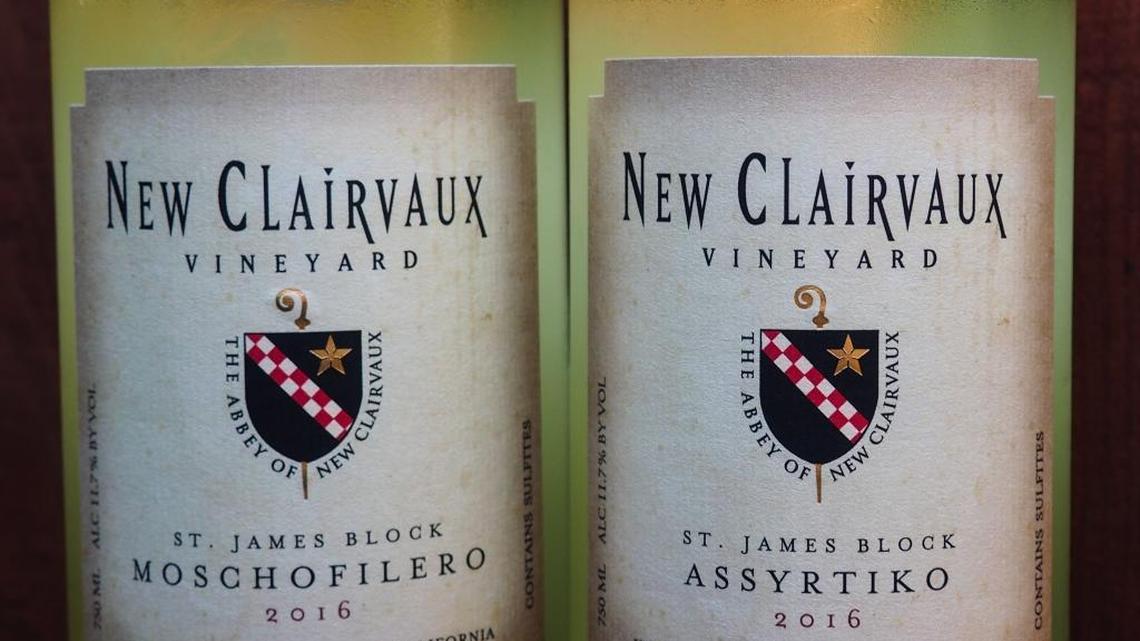 NEW CLAIRVAUX
VINEYARD
THE ABBEY OF NEW CLAIRVAUX
ALC 11.7% BY VOL
750 ML
CONTAINS SULFITES
ST. JAMES BLOCK
MOSCHOFILERO
2016
NEW CLAIRVAUX
VINEYARD
THE ABBEY OF NEW CLAIRVAUX
ALC 11.7% BY VOL
750 ML
CONTAINS SULFITES
ST. JAMES BLOCK
ASSYRTIKO
2016